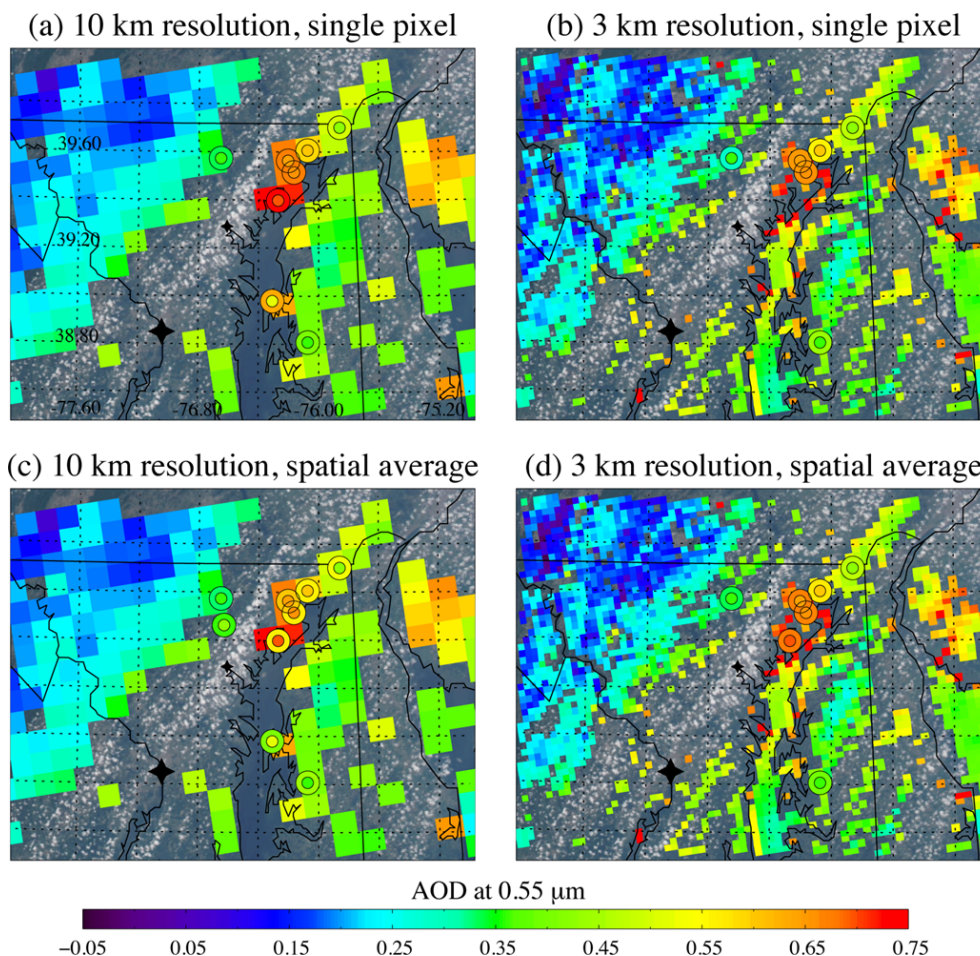 (a) 10 km resolution, single pixel
(b) 3 km resolution, single pixel
39.60
39.20
38.80
-77.60
-76.80
-76.00
-75.20
(c) 10 km resolution, spatial average
(d) 3 km resolution, spatial average
AOD at 0.55 µm
−0.05 0.05 0.15 0.25 0.35 0.45 0.55 0.65 0.75